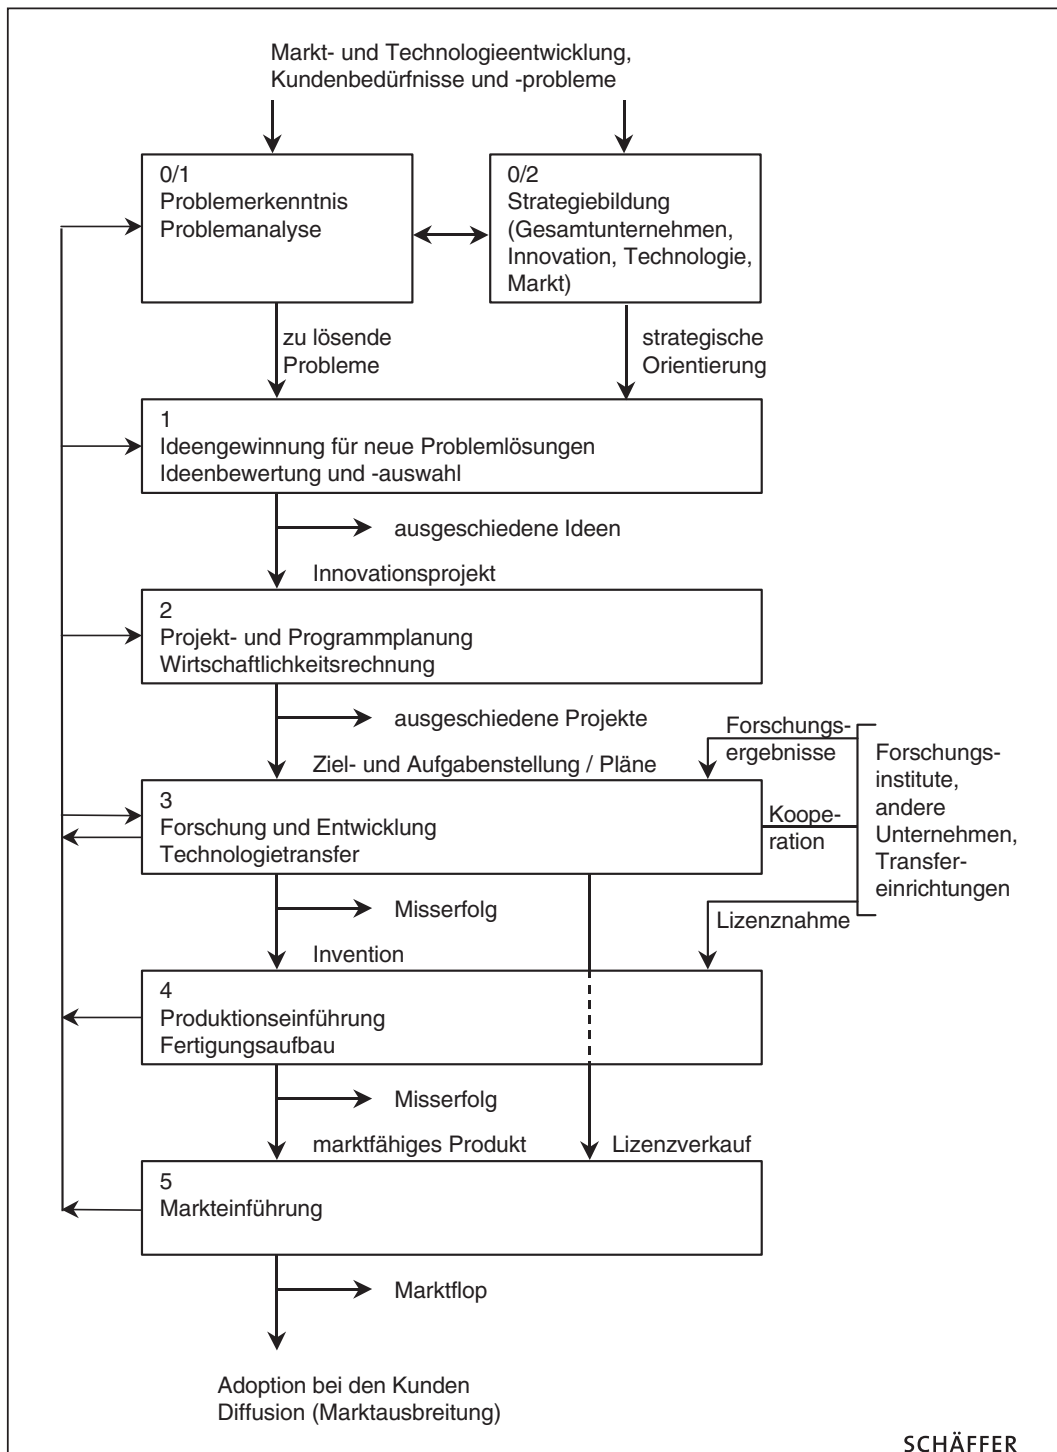 Markt- und Technologieentwicklung,
Kundenbedürfnisse und -probleme
0/1
Problemerkenntnis
Problemanalyse
0/2
Strategiebildung
(Gesamtunternehmen,
Innovation, Technologie,
Markt)
zu lösende
Probleme
strategische
Orientierung
1
Ideengewinnung für neue Problemlösungen
Ideenbewertung und -auswahl
ausgeschiedene Ideen
Innovationsprojekt
2
Projekt- und Programmplanung
Wirtschaftlichkeitsrechnung
ausgeschiedene Projekte
Ziel- und Aufgabenstellung / Pläne
Forschungs-
ergebnisse
3
Forschung und Entwicklung
Technologietransfer
Koope-
ration
Forschungs-
institute,
andere
Unternehmen,
Transfer-
einrichtungen
Misserfolg
Lizenznahme
Invention
4
Produktionseinführung
Fertigungsaufbau
Misserfolg
marktfähiges Produkt
Lizenzverkauf
5
Markteinführung
Marktflop
Adoption bei den Kunden
Diffusion (Marktausbreitung)
SCHÄFFER